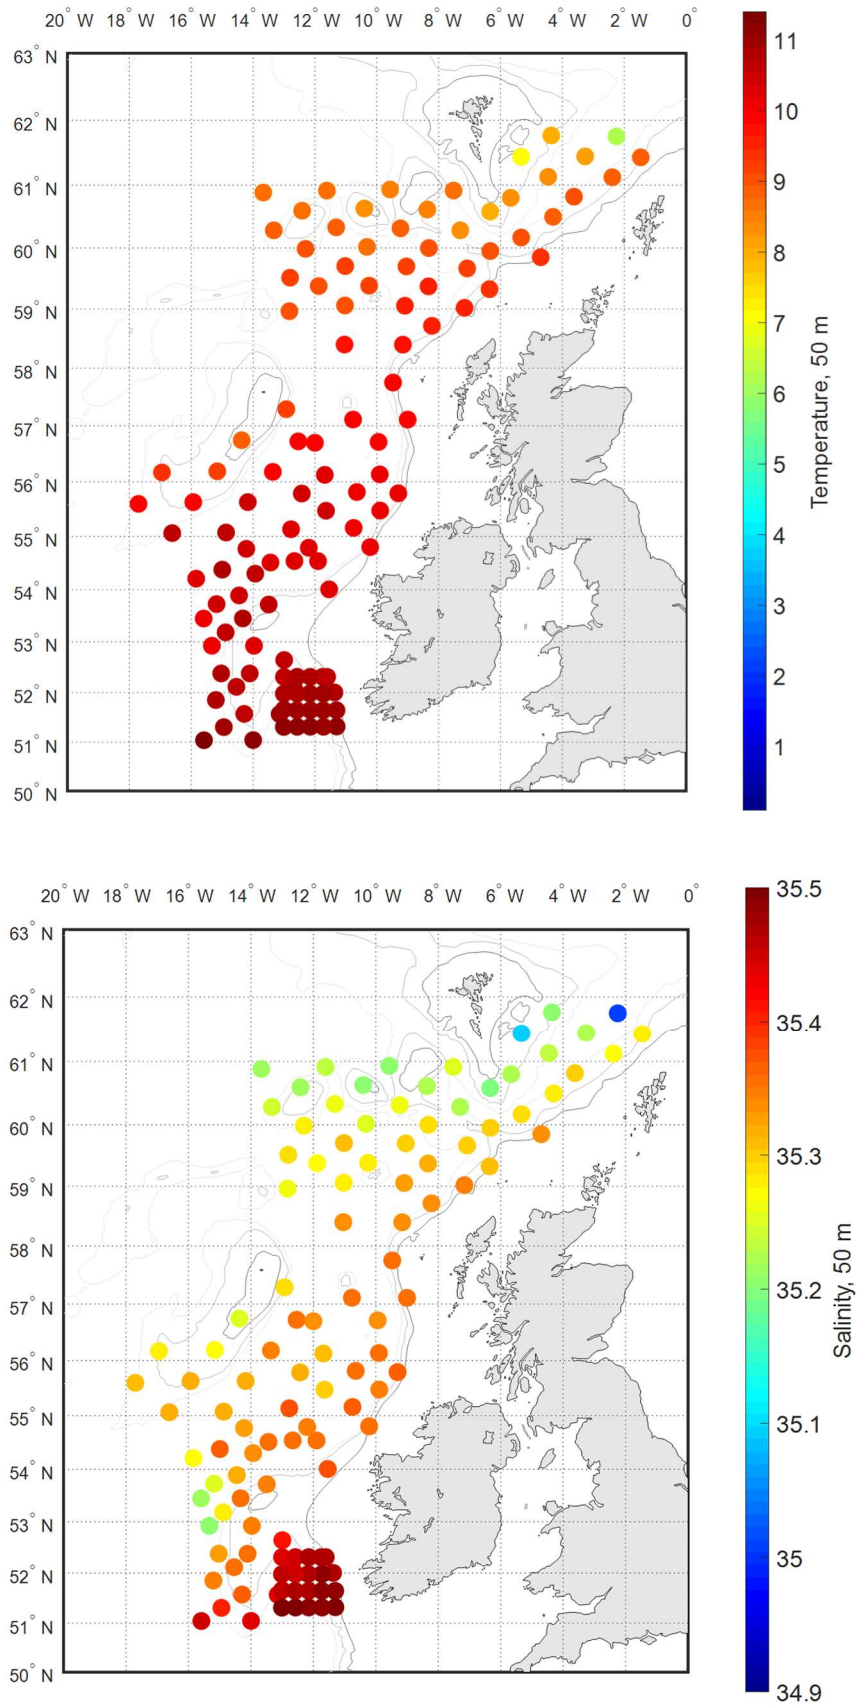 20° W 18° W 16° W 14° W 12° W 10° W 8° W 6° W 4° W 2° W 0°
63° N
62° N
61° N
60° N
59° N
58° N
57° N
56° N
55° N
54° N
53° N
52° N
51° N
50° N
11
10
9
8
7
6
5
4
3
2
1
Temperature, 50 m
20° W 18° W 16° W 14° W 12° W 10° W 8° W 6° W 4° W 2° W 0°
63° N
62° N
61° N
60° N
59° N
58° N
57° N
56° N
55° N
54° N
53° N
52° N
51° N
50° N
35.5
35.4
35.3
35.2
35.1
35
34.9
Salinity, 50 m